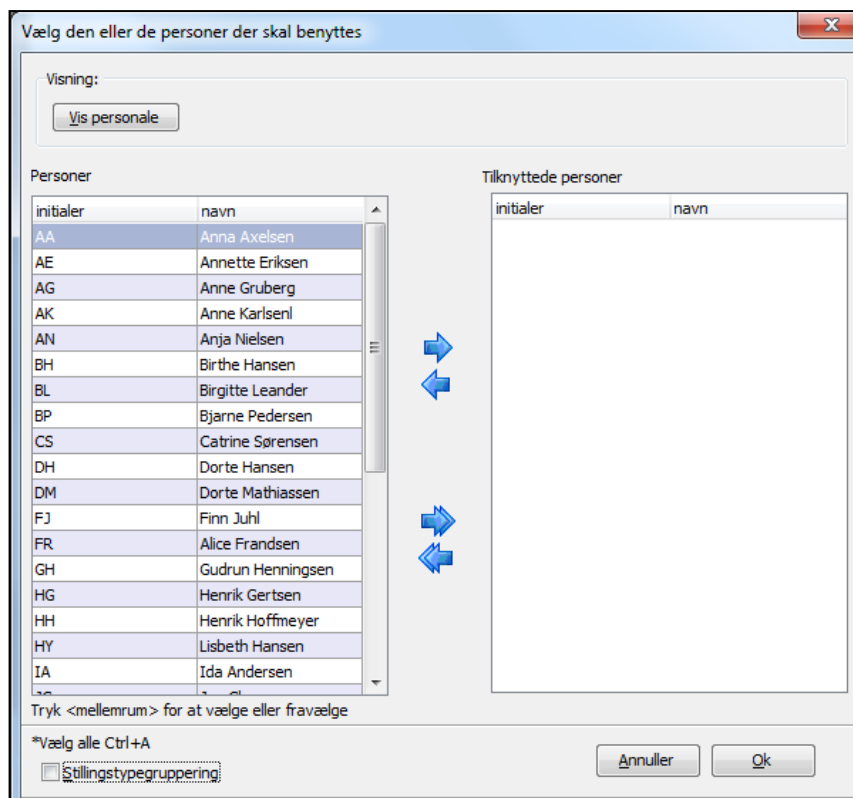 Vælg den eller de personer der skal benyttes
Visning:
Vis personale
Personer
Tilknyttede personer
initialer navn
initialer navn
AA Anna Axelsen
AE Annette Eriksen
AG Anne Gruberg
AK Anne Karlsenl
AN Anja Nielsen
BH Birthe Hansen
BL Birgitte Leander
BP Bjarne Pedersen
CS Catrine Sørensen
DH Dorte Hansen
DM Dorte Mathiassen
FJ Finn Juhl
FR Alice Frandsen
GH Gudrun Henningsen
HG Henrik Gertsen
HH Henrik Hoffmeyer
HY Lisbeth Hansen
IA Ida Andersen
Tryk <mellemrum> for at vælge eller fravælge
*Vælg alle Ctrl+A
Stillingstypegruppering
Annuller
Ok